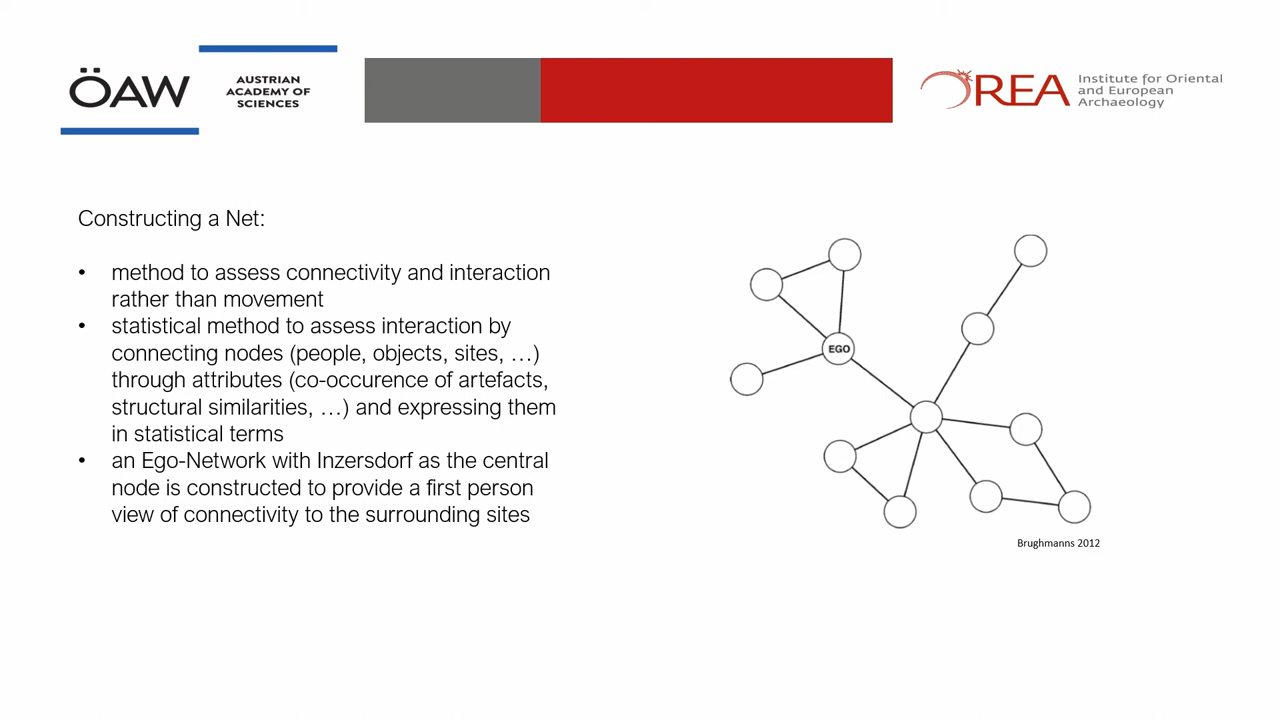 ÖAW
AUSTRIAN
ACADEMY OF
SCIENCES
OREA
Institute for Oriental
and European
Archaeology
Constructing a Net:
• method to assess connectivity and interaction
rather than movement
• statistical method to assess interaction by
connecting nodes (people, objects, sites, …)
through attributes (co-occurence of artefacts,
structural similarities, …) and expressing them
in statistical terms
• an Ego-Network with Inzersdorf as the central
node is constructed to provide a first person
view of connectivity to the surrounding sites
EGO
Brughmanns 2012